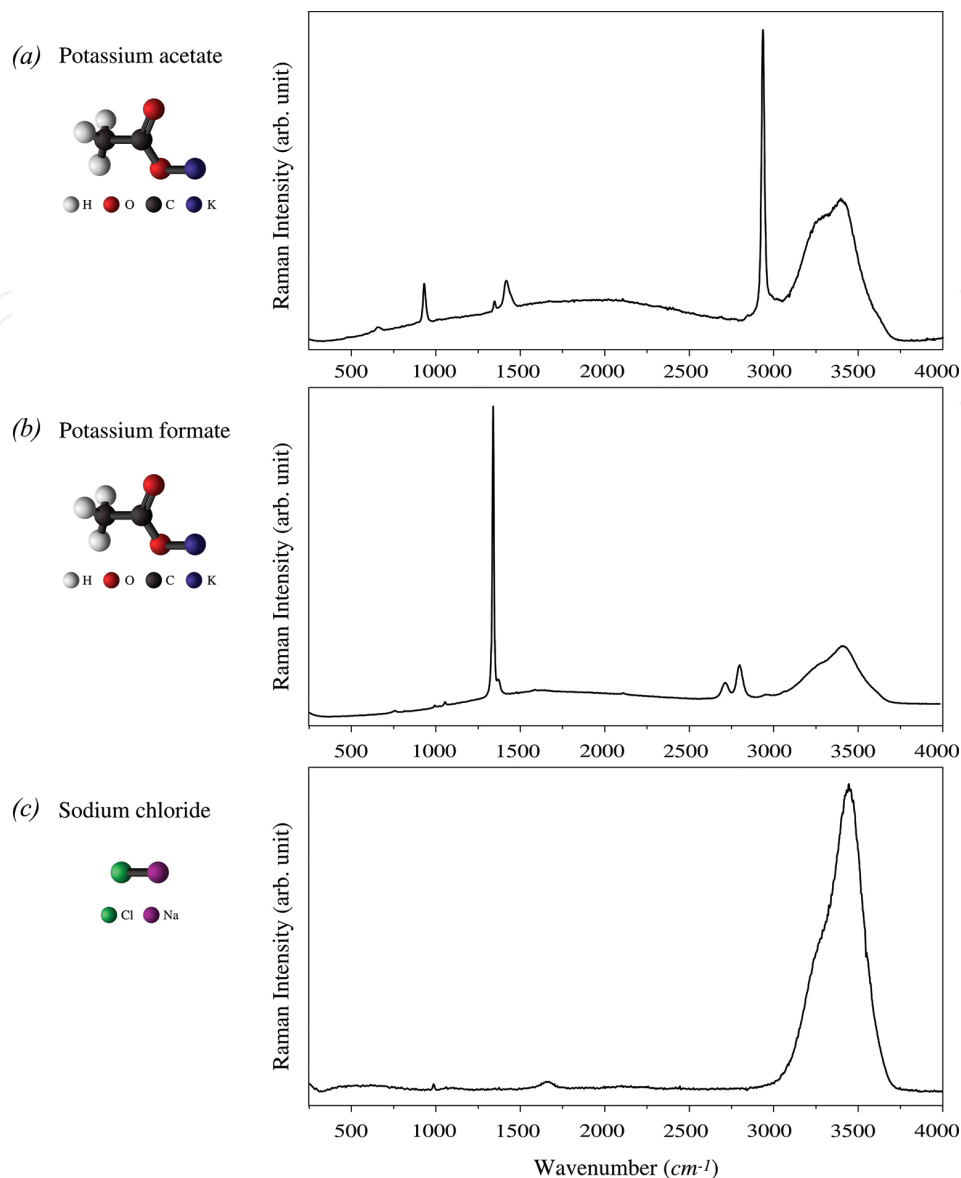 (a) Potassium acetate
H O C K
Raman Intensity (arb. unit)
500 1000 1500 2000 2500 3000 3500 4000
(b) Potassium formate
H O C K
Raman Intensity (arb. unit)
500 1000 1500 2000 2500 3000 3500 4000
(c) Sodium chloride
Cl Na
Raman Intensity (arb. unit)
500 1000 1500 2000 2500 3000 3500 4000
Wavenumber (cm-1)